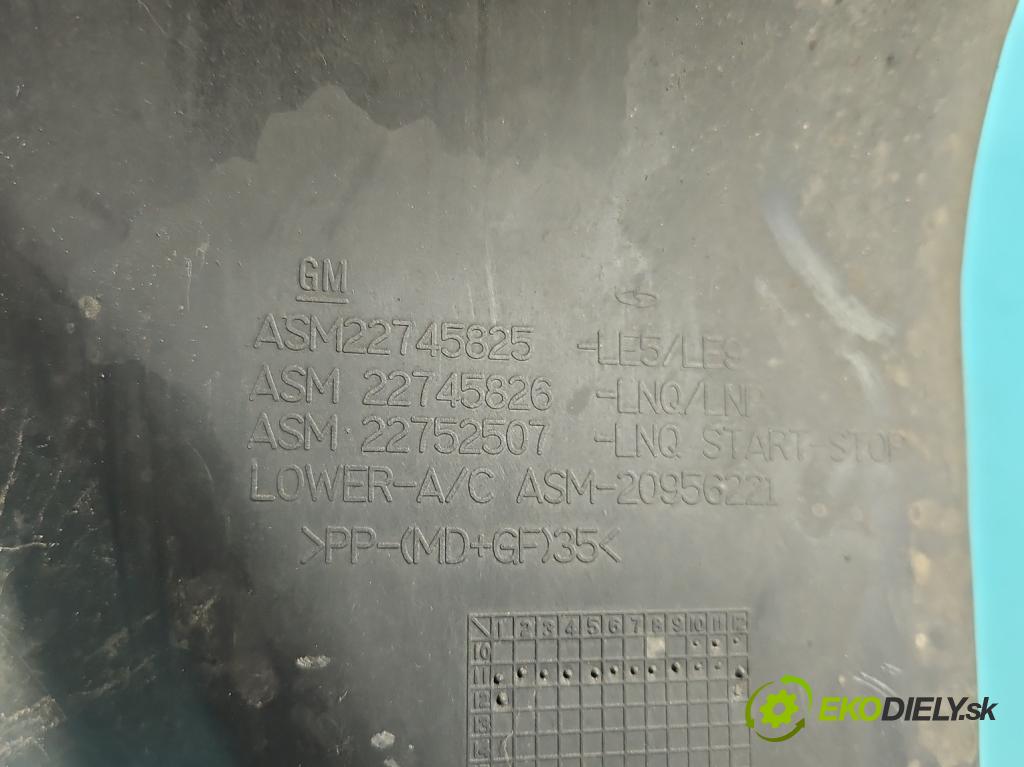 GM
ASM22745825 -LE5/LE9
ASM 22745826 -LNQ/LNP
ASM 22752507 -LNQ START-STOP
LOWER-A/C ASM-20956221
>PP-(MD+GF)35<
1 2 3 4 5 6 7 8 9 10 11 12
10
11
12
13
14
EKODIELY.sk